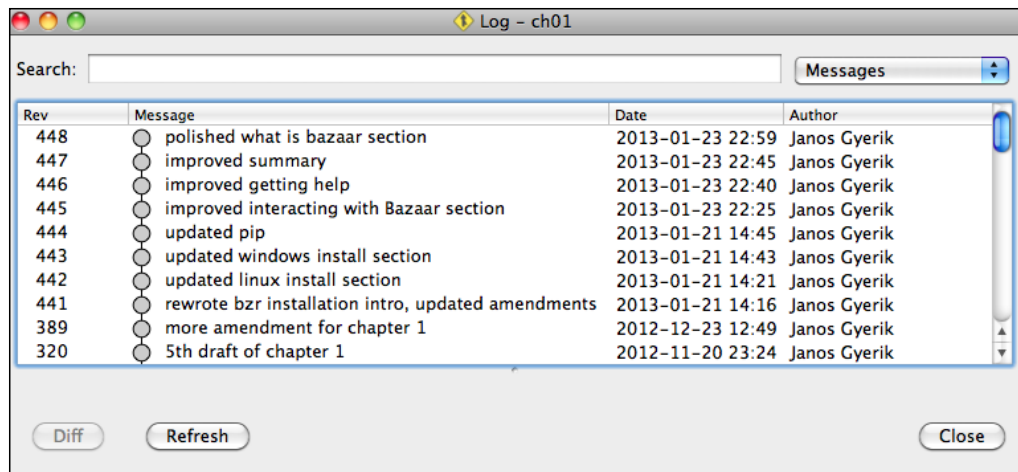 Log - ch01
Search: Messages
Rev Message Date Author
448 polished what is bazaar section 2013-01-23 22:59 Janos Gyerik
447 improved summary 2013-01-23 22:45 Janos Gyerik
446 improved getting help 2013-01-23 22:40 Janos Gyerik
445 improved interacting with Bazaar section 2013-01-23 22:25 Janos Gyerik
444 updated pip 2013-01-21 14:45 Janos Gyerik
443 updated windows install section 2013-01-21 14:43 Janos Gyerik
442 updated linux install section 2013-01-21 14:21 Janos Gyerik
441 rewrote bzr installation intro, updated amendments 2013-01-21 14:16 Janos Gyerik
389 more amendment for chapter 1 2012-12-23 12:49 Janos Gyerik
320 5th draft of chapter 1 2012-11-20 23:24 Janos Gyerik
Diff Refresh Close